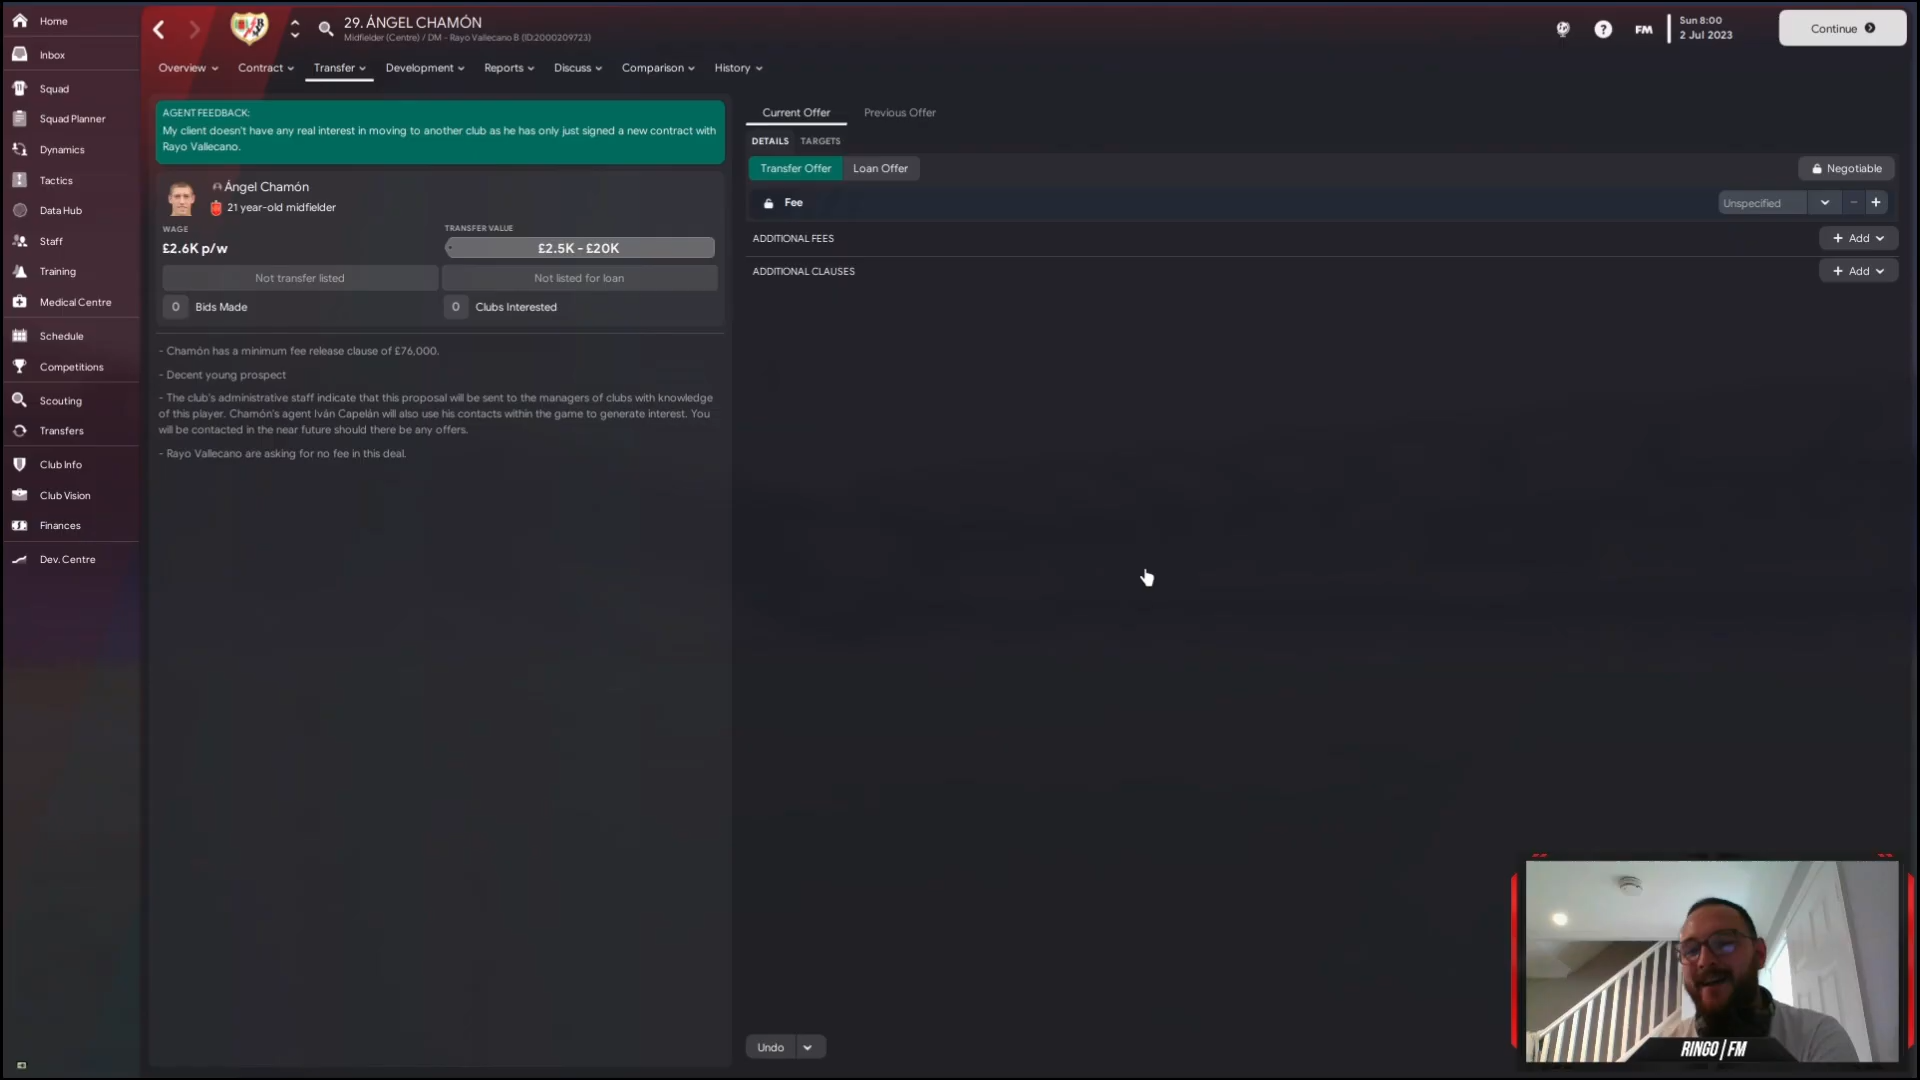 Home
Inbox
Squad
Squad Planner
Dynamics
Tactics
Data Hub
Staff
Training
Medical Centre
Schedule
Competitions
Scouting
Transfers
Club Info
Club Vision
Finances
Dev. Centre
29. ÁNGEL CHAMÓN
Midfielder (Centre) / DM - Rayo Vallecano B (ID:2000209723)
FM
Sun 8:00
2 Jul 2023
Continue
Overview
Contract
Transfer
Development
Reports
Discuss
Comparison
History
AGENT FEEDBACK:
My client doesn't have any real interest in moving to another club as he has only just signed a new contract with
Rayo Vallecano.
Ángel Chamón
21 year-old midfielder
WAGE
£2.6K p/w
TRANSFER VALUE
£2.5K - £20K
Not transfer listed
Not listed for loan
0 Bids Made
0 Clubs Interested
- Chamón has a minimum fee release clause of £76,000.
- Decent young prospect
- The club's administrative staff indicate that this proposal will be sent to the managers of clubs with knowledge
of this player. Chamón's agent Iván Capelán will also use his contacts within the game to generate interest. You
will be contacted in the near future should there be any offers.
- Rayo Vallecano are asking for no fee in this deal.
Current Offer
Previous Offer
DETAILS
TARGETS
Transfer Offer
Loan Offer
Negotiable
Fee
Unspecified
ADDITIONAL FEES
+ Add
ADDITIONAL CLAUSES
+ Add
Undo
RINGO|FM